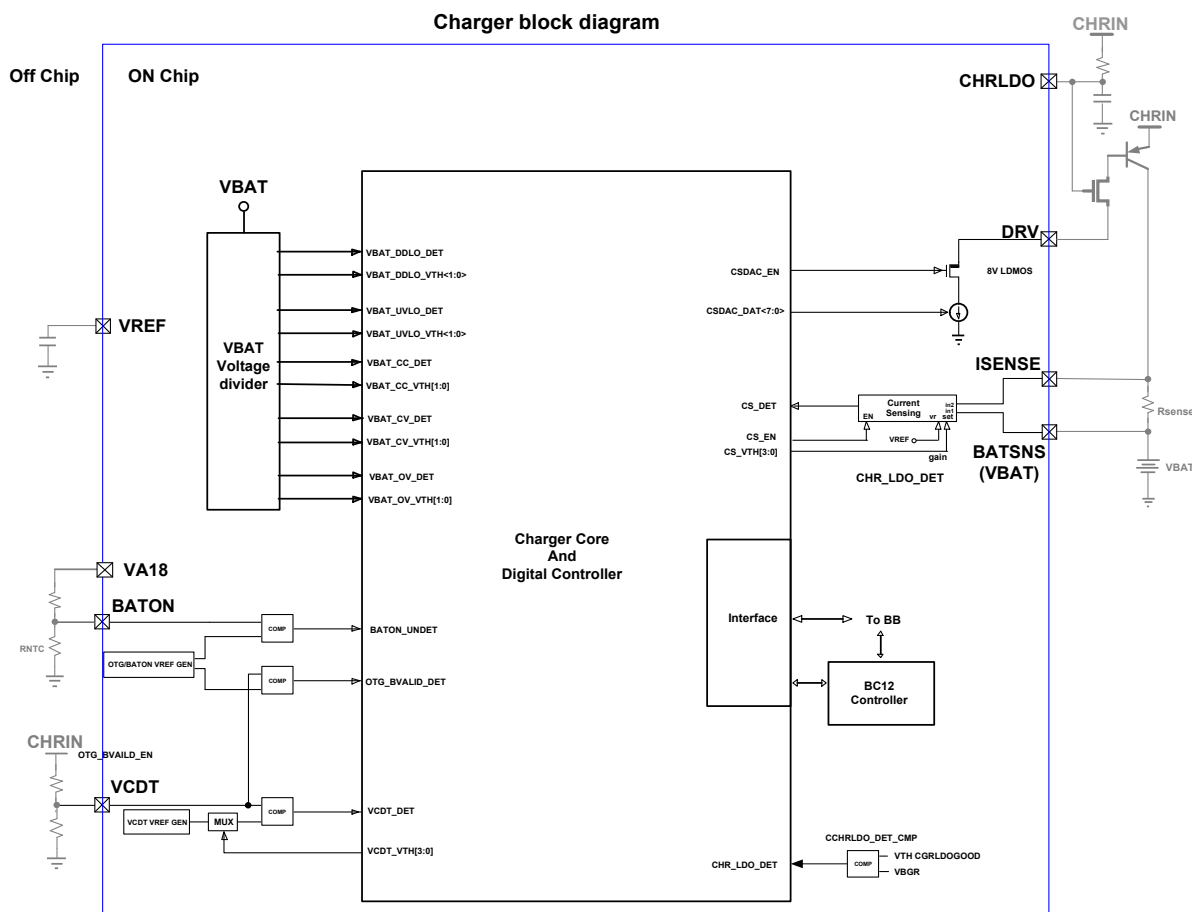 Charger block diagram
Off Chip
ON Chip
CHRIN
CHRLDO
CHRIN
VBAT
DRV
VBAT_DDLO_DET
VBAT_DDLO_VTH<1:0>
VBAT_UVLO_DET
VBAT_UVLO_VTH<1:0>
VBAT_CC_DET
VBAT_CC_VTH[1:0]
VBAT_CV_DET
VBAT_CV_VTH[1:0]
VBAT_OV_DET
VBAT_OV_VTH[1:0]
VBAT
Voltage
divider
VREF
CSDAC_EN
8V LDMOS
CSDAC_DAT<7:0>
ISENSE
CS_DET
Current
Sensing
in2
in1
EN
vr
set
Rsense
CS_EN
VREF
CS_VTH[3:0]
gain
BATSNS
(VBAT)
VBAT
CHR_LDO_DET
Charger Core
And
Digital Controller
VA18
BATON
COMP
BATON_UNDET
RNTC
OTG/BATON VREF GEN
COMP
OTG_BVALID_DET
Interface
To BB
BC12
Controller
CHRIN
OTG_BVAILD_EN
VCDT
COMP
VCDT_DET
VCDT VREF GEN
MUX
VCDT_VTH[3:0]
CCHRLDO_DET_CMP
CHR_LDO_DET
COMP
VTH CGRLDOGOOD
VBGR